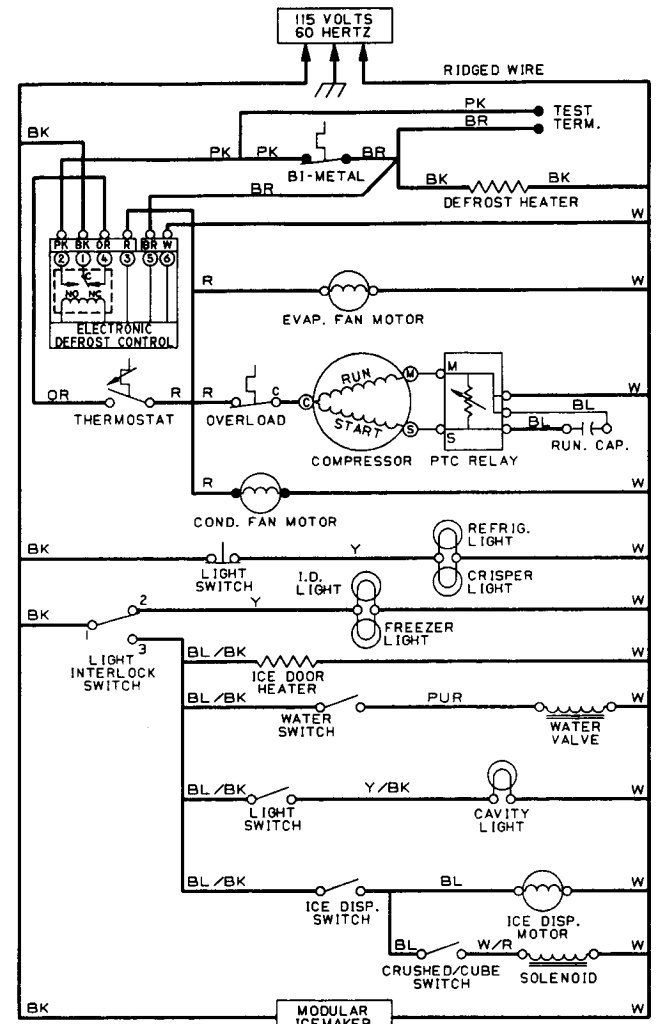 115 VOLTS
60 HERTZ
RIDGED WIRE
PK
TEST
BR
TERM.
BK
PK PK BR
BI-METAL
BK BK
BR
DEFROST HEATER
W
PK BK OR R BR W
2 1 4 3 5 6
C
NO NC
ELECTRONIC
DEFROST CONTROL
R W
EVAP. FAN MOTOR
OR R R C C RUN M M W
THERMOSTAT
OVERLOAD
START S S
BL
BL
RUN. CAP.
COMPRESSOR PTC RELAY
R W
COND. FAN MOTOR
REFRIG.
LIGHT
BK Y W
LIGHT
SWITCH
CRISPER
LIGHT
I.D.
LIGHT
2 Y W
BK
1
FREEZER
LIGHT
3
LIGHT
INTERLOCK
SWITCH
BL/BK W
ICE DOOR
HEATER
BL/BK PUR W
WATER
SWITCH
WATER
VALVE
BL/BK Y/BK W
LIGHT
SWITCH
CAVITY
LIGHT
BL/BK BL W
ICE DISP.
SWITCH
ICE DISP.
MOTOR
BL W/R W
CRUSHED/CUBE
SWITCH
SOLENOID
BK W
MODULAR
ICEMAKER